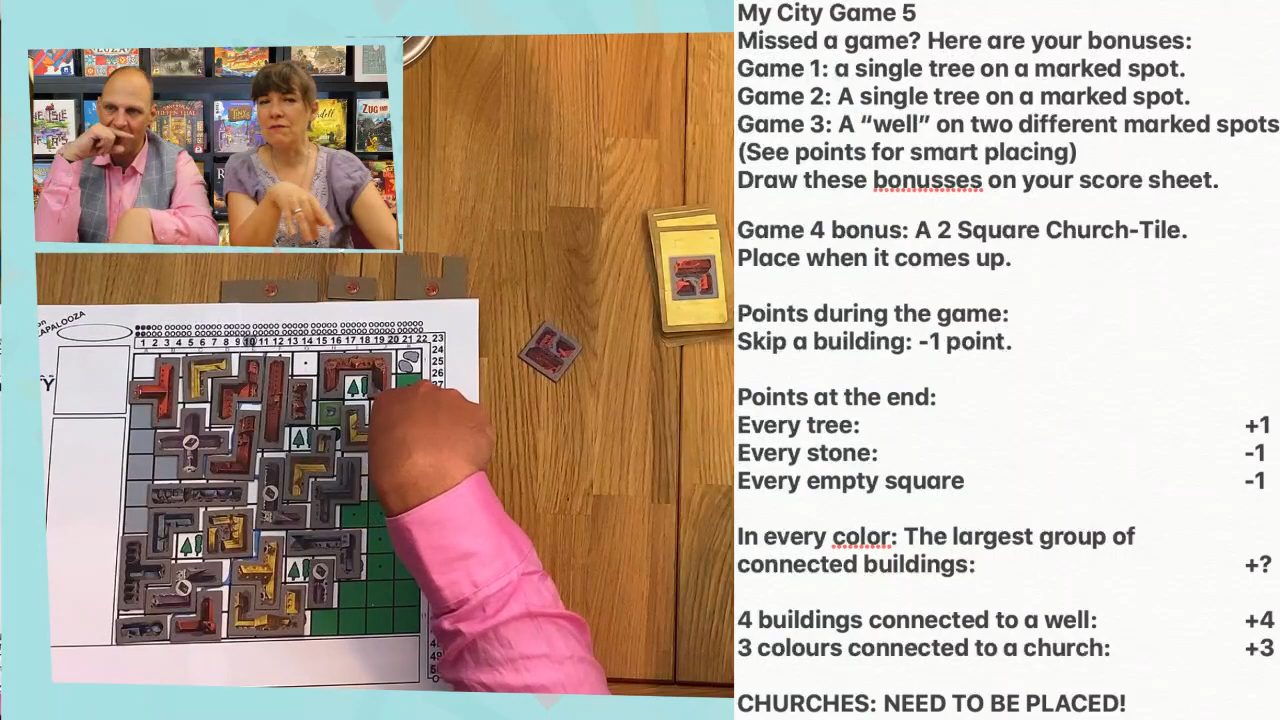 My City Game 5
Missed a game? Here are your bonuses:
Game 1: a single tree on a marked spot.
Game 2: A single tree on a marked spot.
Game 3: A “well” on two different marked spots
(See points for smart placing)
Draw these bonusses on your score sheet.
Game 4 bonus: A 2 Square Church-Tile.
Place when it comes up.
Points during the game:
Skip a building: -1 point.
Points at the end:
Every tree: +1
Every stone: -1
Every empty square -1
In every color: The largest group of
connected buildings: +?
4 buildings connected to a well: +4
3 colours connected to a church: +3
CHURCHES: NEED TO BE PLACED!
APALOOZA
1 2 3 4 5 6 7 8 9 10 11 12 13 14 15 16 17 18 19 20 21 22 23
24
25
26